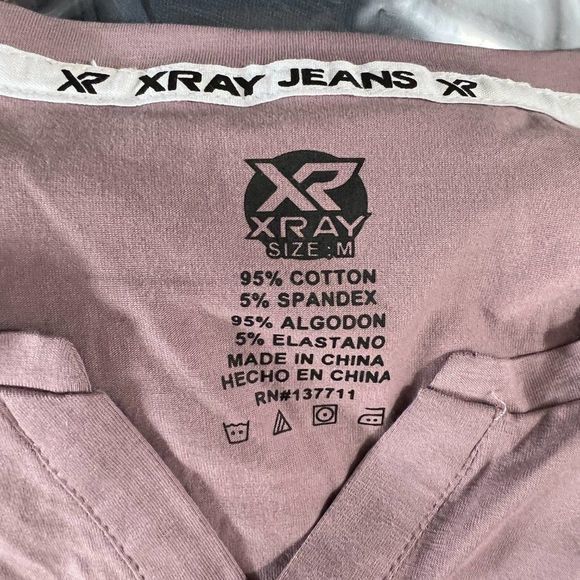 XR XRAY JEANS XR
XR
XRAY
SIZE:M
95% COTTON
5% SPANDEX
95% ALGODON
5% ELASTANO
MADE IN CHINA
HECHO EN CHINA
RN#137711